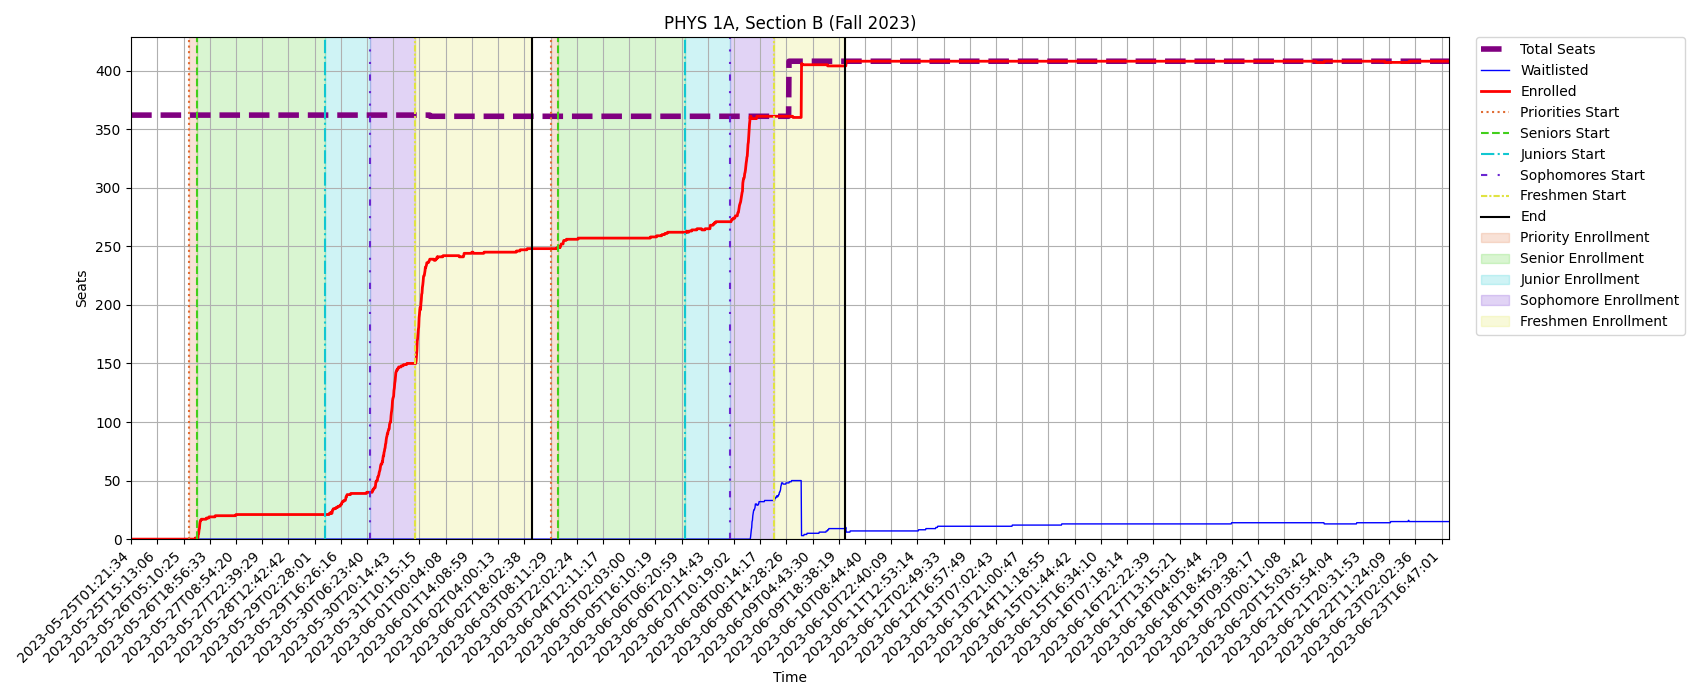 PHYS 1A, Section B (Fall 2023)
Seats
400
350
300
250
200
150
100
50
0
2023-05-25T01:21:34
2023-05-25T15:13:06
2023-05-26T05:10:25
2023-05-26T18:56:33
2023-05-27T08:54:20
2023-05-27T22:39:29
2023-05-28T12:42:42
2023-05-29T02:28:01
2023-05-29T16:26:16
2023-05-30T06:23:40
2023-05-30T20:14:43
2023-05-31T10:15:15
2023-06-01T00:04:08
2023-06-01T14:08:59
2023-06-02T04:00:13
2023-06-02T18:02:38
2023-06-03T08:11:29
2023-06-03T22:02:24
2023-06-04T12:11:17
2023-06-05T02:03:00
2023-06-05T16:10:19
2023-06-06T06:20:59
2023-06-06T20:14:43
2023-06-07T10:19:02
2023-06-08T00:14:17
2023-06-08T14:28:26
2023-06-09T04:43:30
2023-06-09T18:38:19
2023-06-10T08:44:40
2023-06-10T22:40:09
2023-06-11T12:53:14
2023-06-12T02:49:33
2023-06-12T16:57:49
2023-06-13T07:02:43
2023-06-13T21:00:47
2023-06-14T11:18:55
2023-06-15T01:44:42
2023-06-15T16:34:10
2023-06-16T07:18:14
2023-06-16T22:22:39
2023-06-17T13:15:21
2023-06-18T04:05:44
2023-06-18T18:45:29
2023-06-19T09:38:17
2023-06-20T00:11:08
2023-06-20T15:03:42
2023-06-21T05:54:04
2023-06-21T20:31:53
2023-06-22T11:24:09
2023-06-23T02:02:36
2023-06-23T16:47:01
Time
Total Seats
Waitlisted
Enrolled
Priorities Start
Seniors Start
Juniors Start
Sophomores Start
Freshmen Start
End
Priority Enrollment
Senior Enrollment
Junior Enrollment
Sophomore Enrollment
Freshmen Enrollment